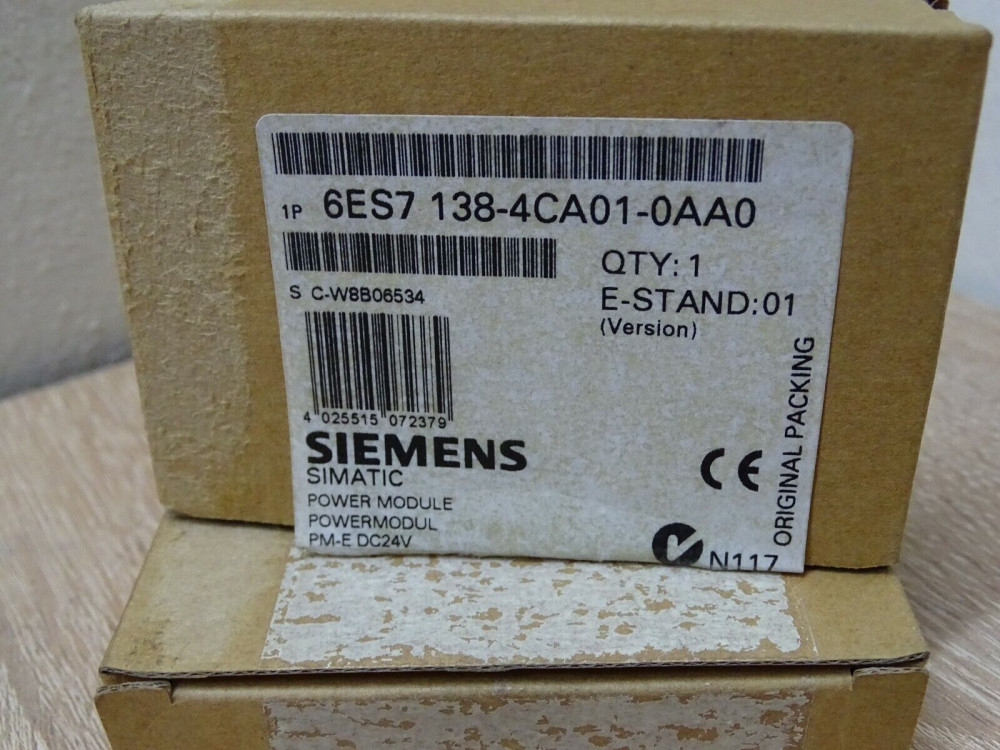 1P 6ES7 138-4CA01-0AA0
QTY: 1
S C-W8B06534
E-STAND:01
(Version)
4 025515 072379
SIEMENS
SIMATIC
POWER MODULE
POWERMODUL
PM-E DC24V
CE
N117
ORIGINAL PACKING